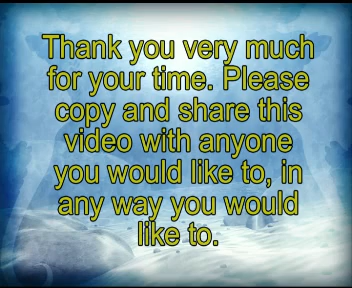 Thank you very much
for your time. Please
copy and share this
video with anyone
you would like to, in
any way you would
like to.